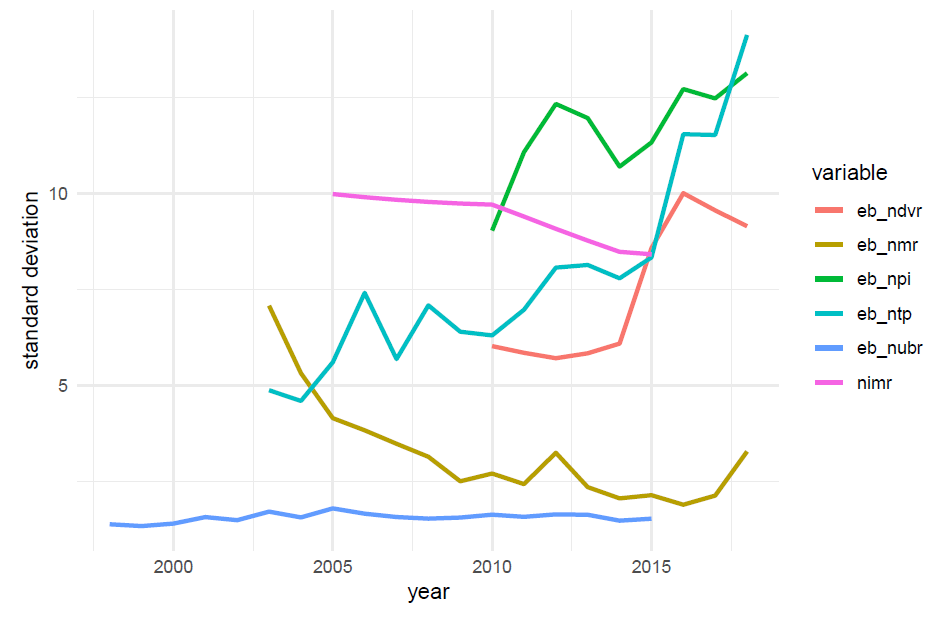 10
5
standard deviation
2000
2005
2010
2015
year
variable
eb_ndvr
eb_nmr
eb_npi
eb_ntp
eb_nubr
nimr